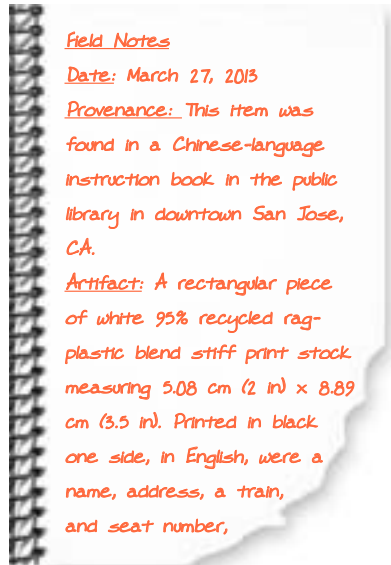 Field Notes
Date: March 27, 2013
Provenance: This item was
found in a Chinese-language
instruction book in the public
library in downtown San Jose,
CA.
Artifact: A rectangular piece
of white 95% recycled rag-
plastic blend stiff print stock
measuring 5.08 cm (2 in) x 8.89
cm (3.5 in). Printed in black
one side, in English, were a
name, address, a train,
and seat number,